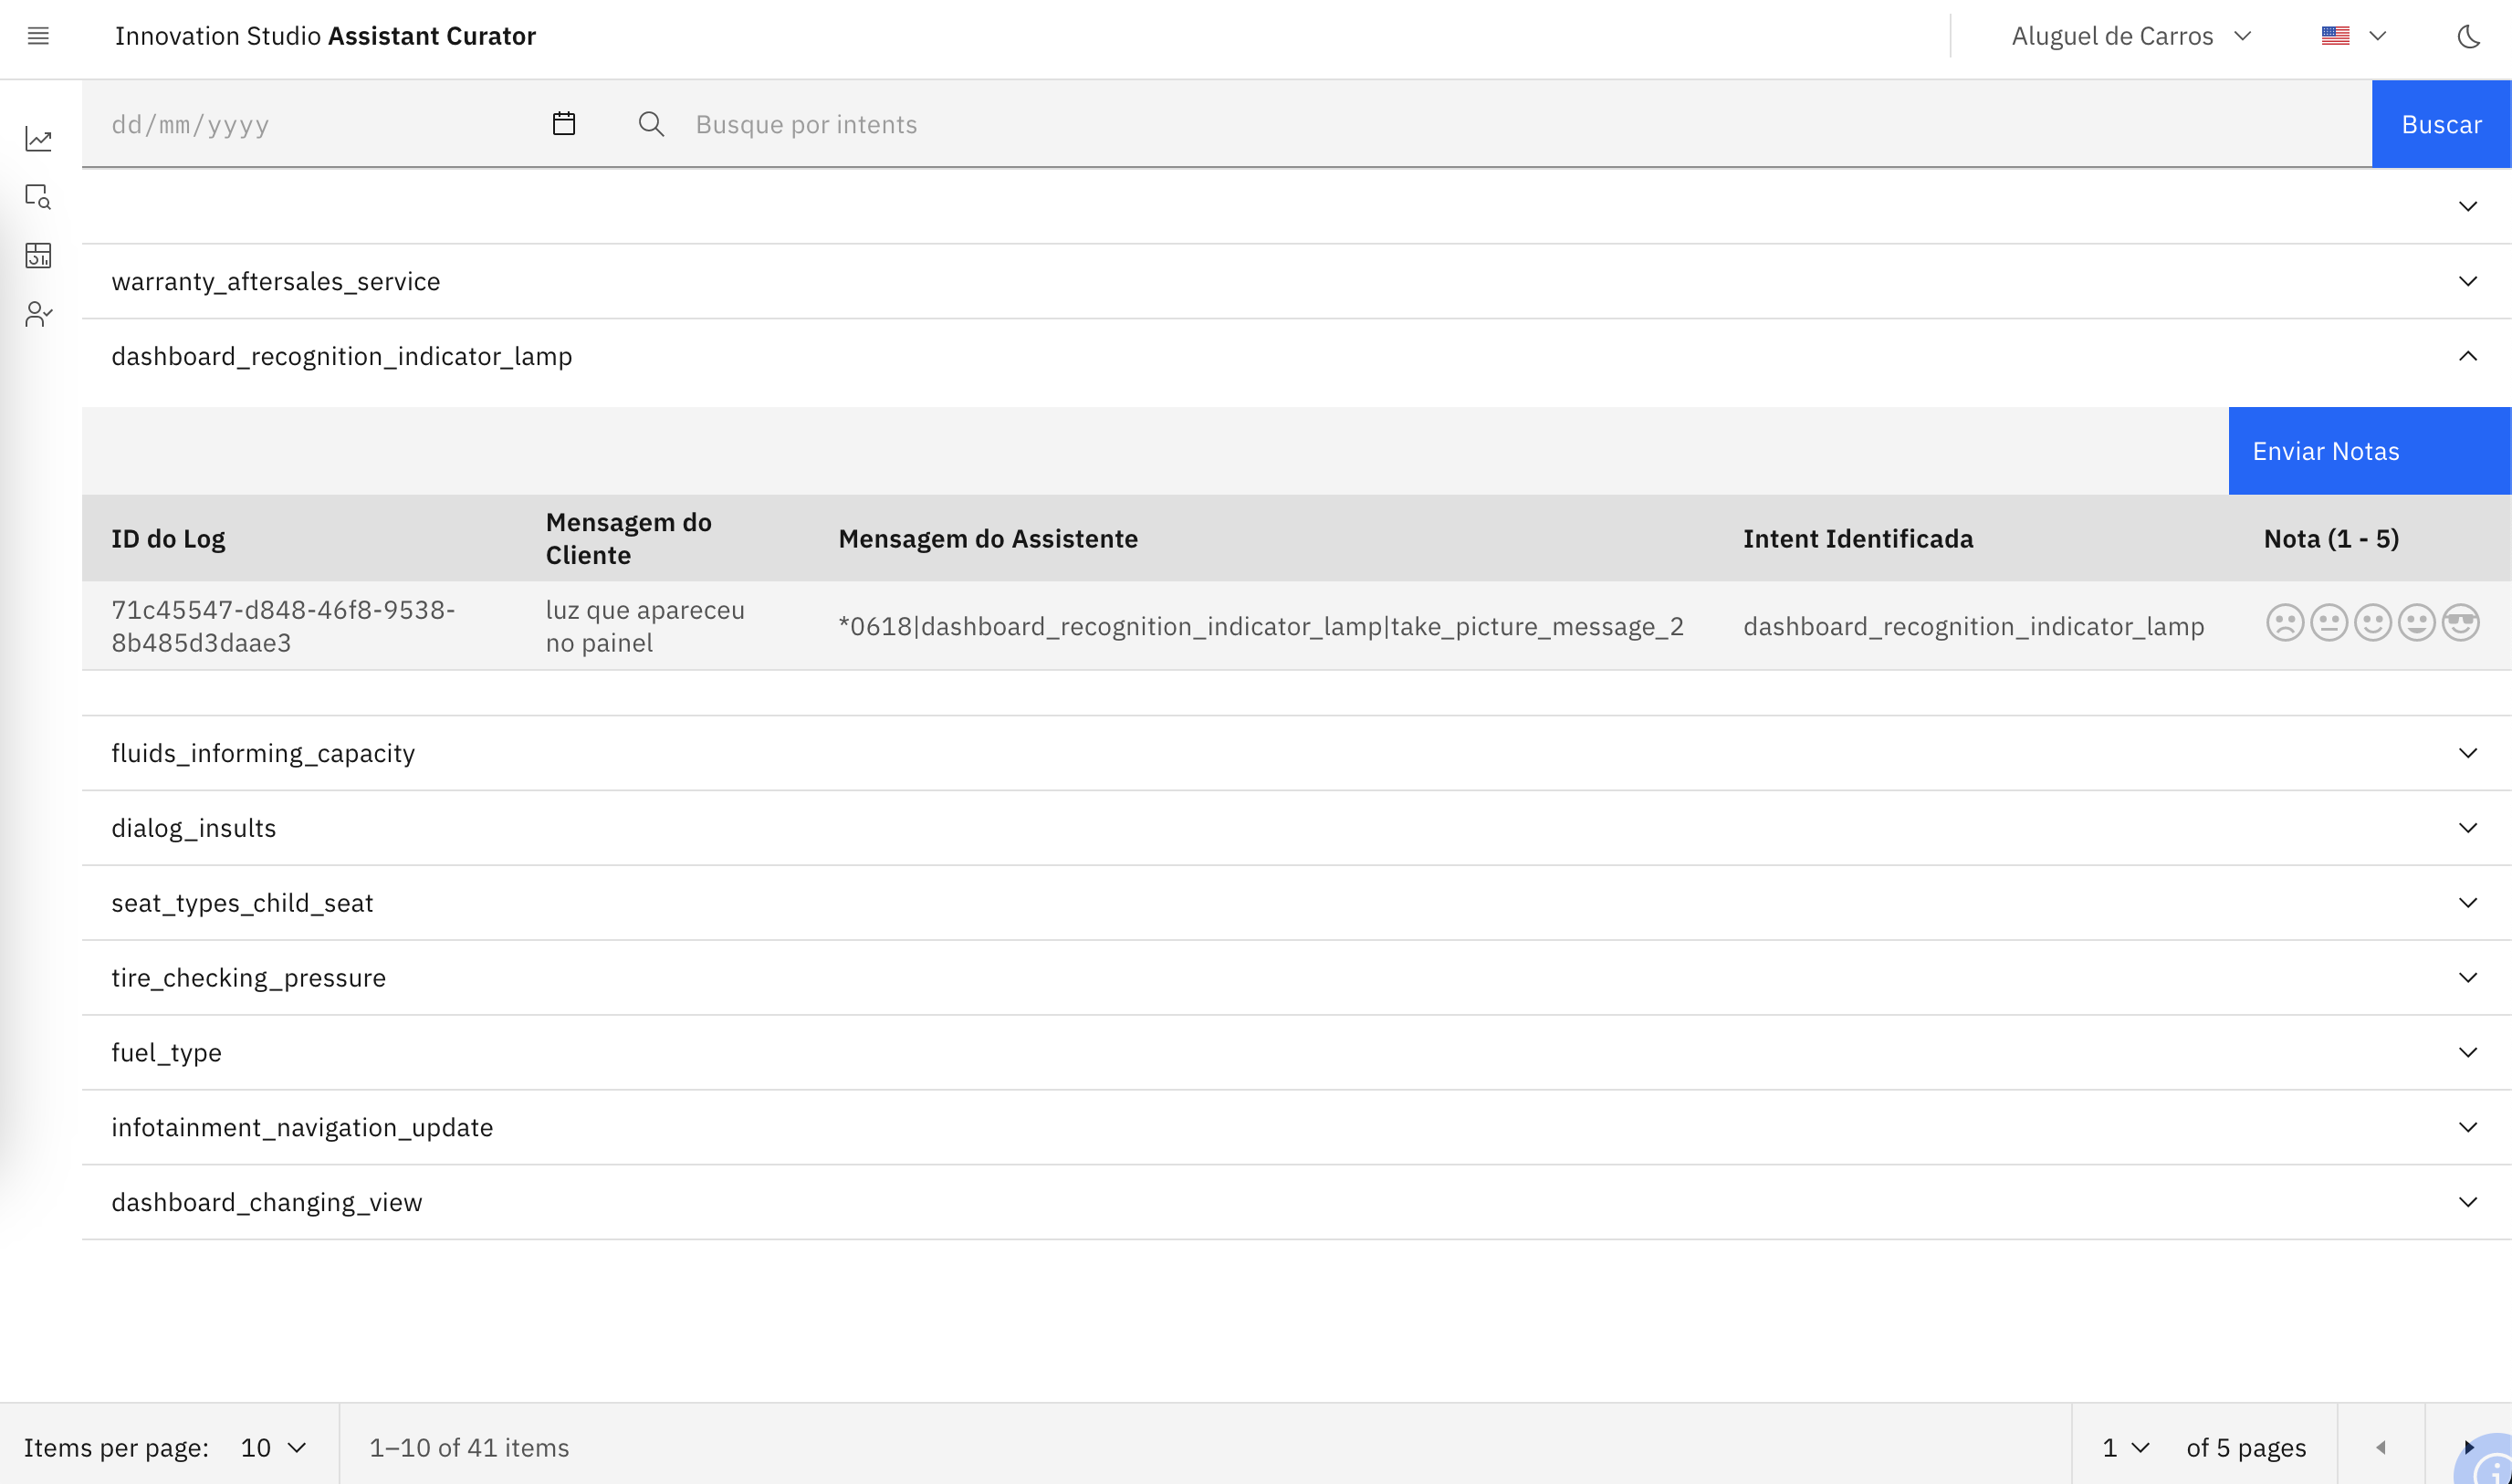 Innovation Studio Assistant Curator
Aluguel de Carros
dd/mm/yyyy
Busque por intents
Buscar
warranty_aftersales_service
dashboard_recognition_indicator_lamp
Enviar Notas
ID do Log
Mensagem do
Cliente
Mensagem do Assistente
Intent Identificada
Nota (1 - 5)
71c45547-d848-46f8-9538-
8b485d3daae3
luz que apareceu
no painel
*0618|dashboard_recognition_indicator_lamp|take_picture_message_2
dashboard_recognition_indicator_lamp
fluids_informing_capacity
dialog_insults
seat_types_child_seat
tire_checking_pressure
fuel_type
infotainment_navigation_update
dashboard_changing_view
Items per page: 10
1–10 of 41 items
1 of 5 pages